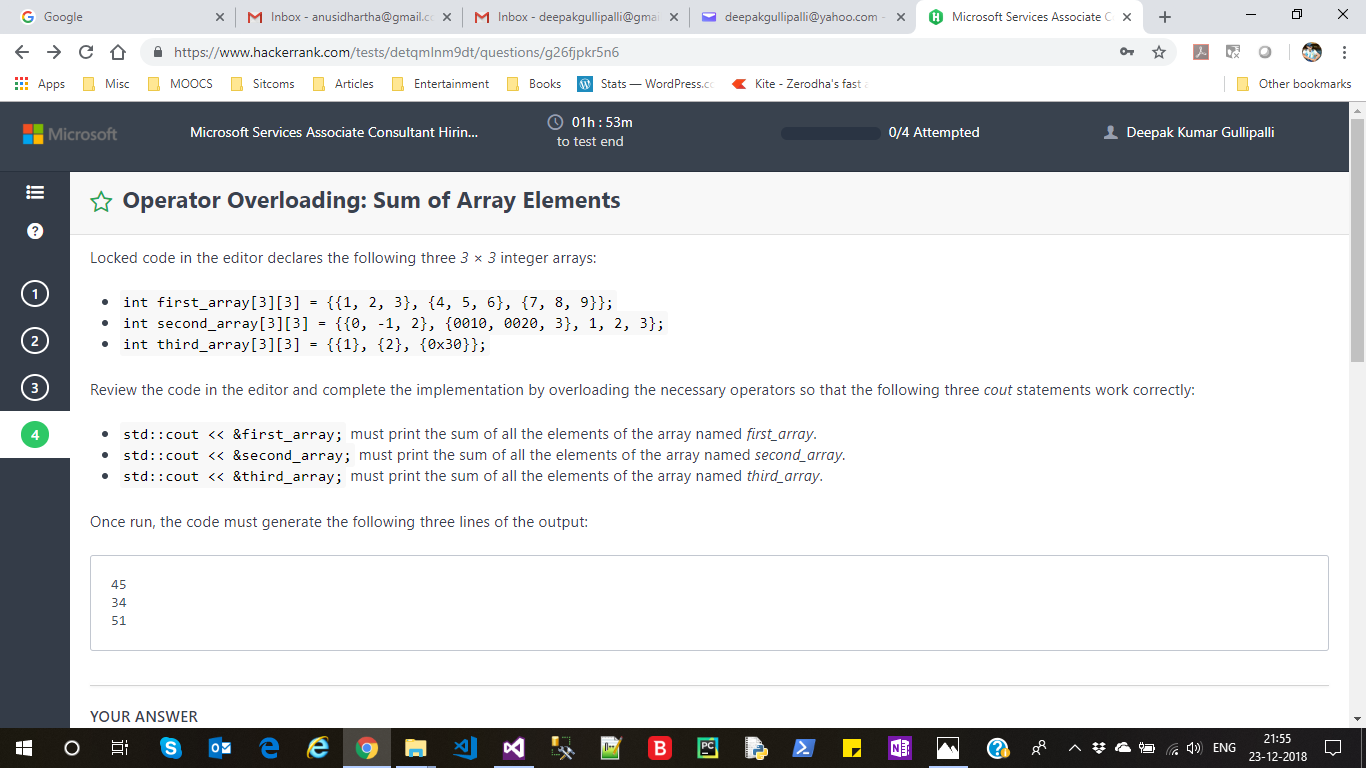 Google
Inbox - anusidhartha@gmail.c
Inbox - deepakgullipalli@gmai
deepakgullipalli@yahoo.com -
Microsoft Services Associate C
https://www.hackerrank.com/tests/detqmlnm9dt/questions/g26fjpkr5n6
Apps
Misc
MOOCS
Sitcoms
Articles
Entertainment
Books
Stats — WordPress.c
Kite - Zerodha's fast
Other bookmarks
Microsoft
Microsoft Services Associate Consultant Hirin...
01h : 53m
to test end
0/4 Attempted
Deepak Kumar Gullipalli
?
1
2
3
4
Operator Overloading: Sum of Array Elements
Locked code in the editor declares the following three 3 × 3 integer arrays:
• int first_array[3][3] = {{1, 2, 3}, {4, 5, 6}, {7, 8, 9}};
• int second_array[3][3] = {{0, -1, 2}, {0010, 0020, 3}, 1, 2, 3};
• int third_array[3][3] = {{1}, {2}, {0x30}};
Review the code in the editor and complete the implementation by overloading the necessary operators so that the following three cout statements work correctly:
• std::cout << &first_array; must print the sum of all the elements of the array named first_array.
• std::cout << &second_array; must print the sum of all the elements of the array named second_array.
• std::cout << &third_array; must print the sum of all the elements of the array named third_array.
Once run, the code must generate the following three lines of the output:
45
34
51
YOUR ANSWER
ENG
21:55
23-12-2018